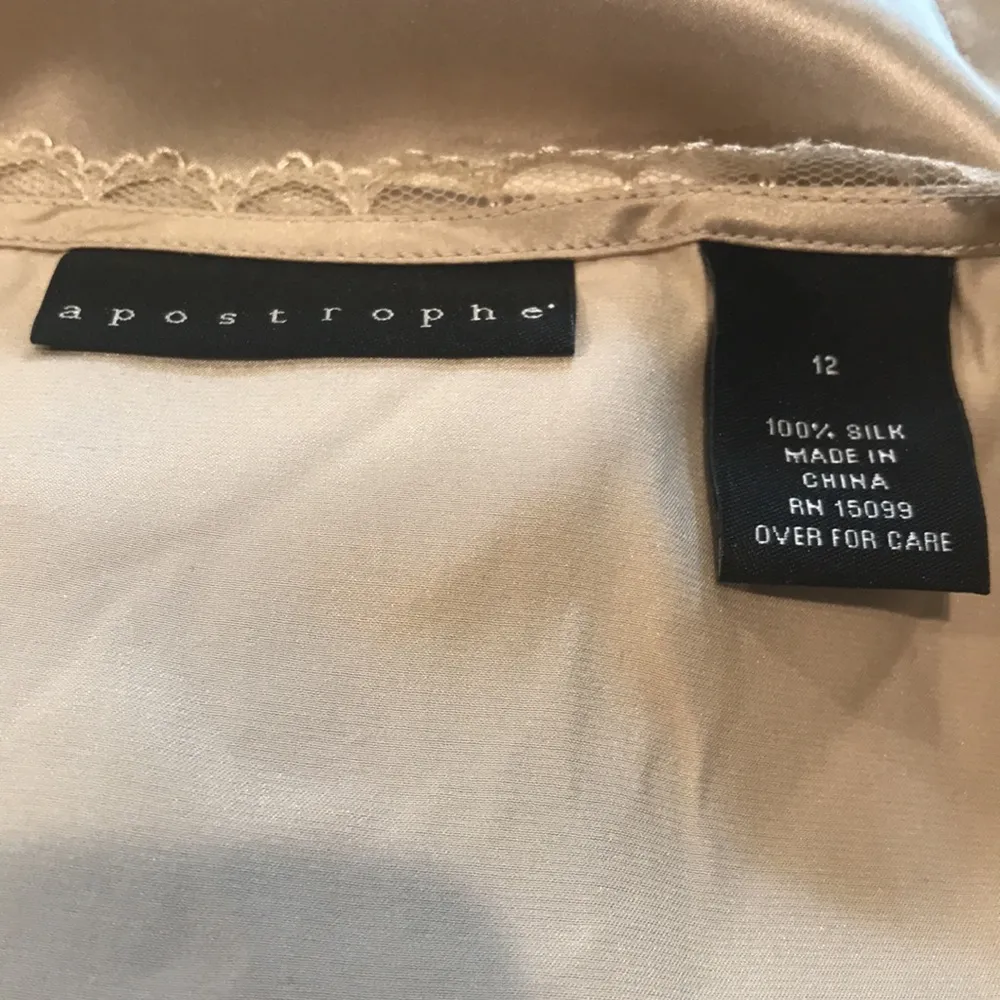 apostrophe
12
100% SILK
MADE IN
CHINA
RN 15099
OVER FOR CARE